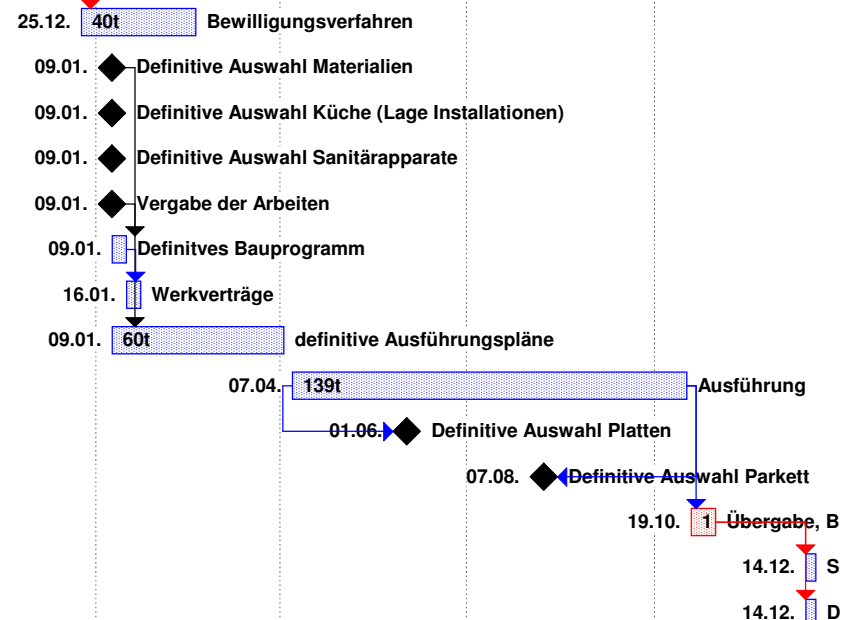 25.12. 40t Bewilligungsverfahren
09.01. Definitive Auswahl Materialien
09.01. Definitive Auswahl Küche (Lage Installationen)
09.01. Definitive Auswahl Sanitärapparate
09.01. Vergabe der Arbeiten
09.01. Definitves Bauprogramm
16.01. Werkverträge
09.01. 60t definitive Ausführungspläne
07.04. 139t Ausführung
01.06. Definitive Auswahl Platten
07.08. Definitive Auswahl Parkett
19.10. 1 Übergabe, B
14.12. S
14.12. D